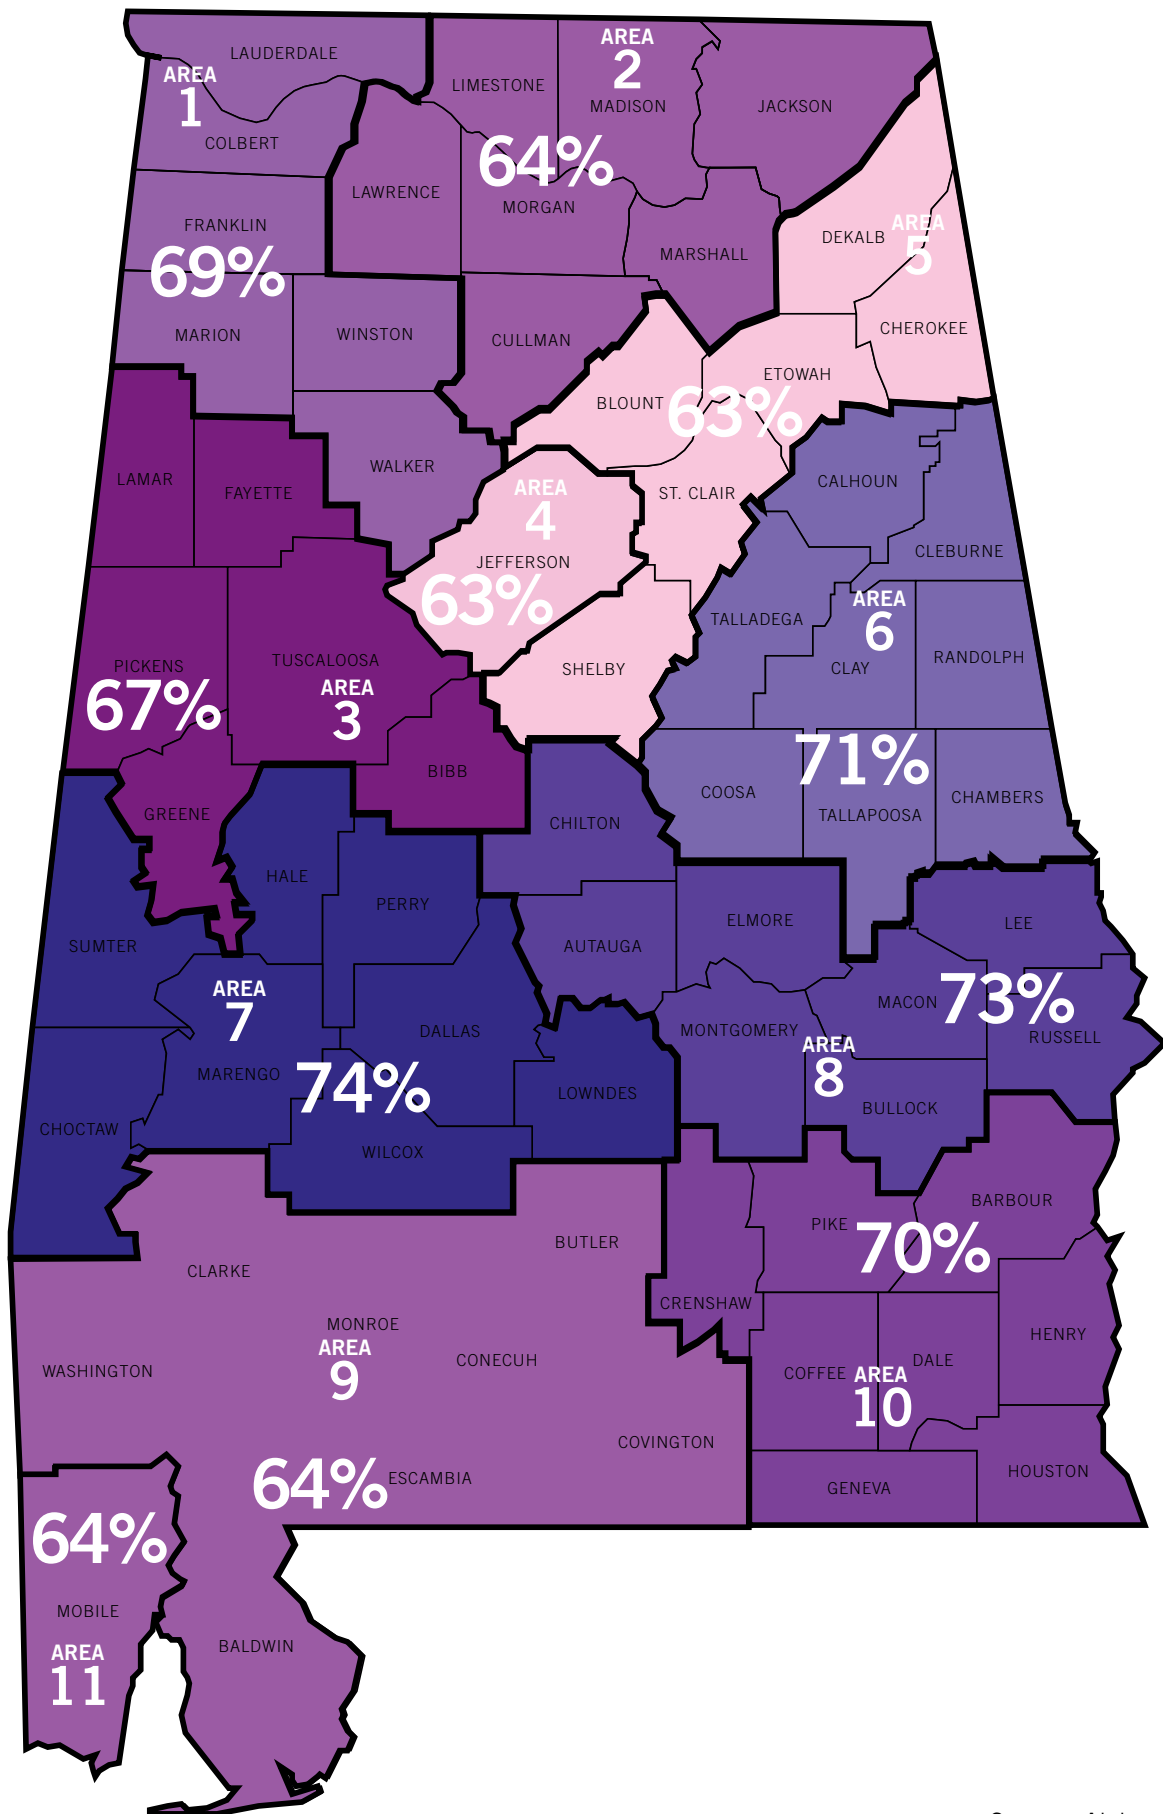 LAUDERDALE
AREA
1
COLBERT
LIMESTONE
AREA
2
MADISON
JACKSON
64%
LAWRENCE
MORGAN
FRANKLIN
69%
MARSHALL
DEKALB
AREA
5
MARION
WINSTON
CULLMAN
CHEROKEE
ETOWAH
BLOUNT
63%
WALKER
LAMAR
FAYETTE
AREA
4
JEFFERSON
63%
ST. CLAIR
CALHOUN
CLEBURNE
TALLADEGA
AREA
6
CLAY
RANDOLPH
PICKENS
67%
TUSCALOOSA
AREA
3
SHELBY
BIBB
GREENE
71%
COOSA
TALLAPOOSA
CHAMBERS
CHILTON
HALE
PERRY
SUMTER
AUTAUGA
ELMORE
LEE
AREA
7
MACON
73%
DALLAS
MONTGOMERY
RUSSELL
AREA
8
MARENGO
74%
LOWNDES
BULLOCK
CHOCTAW
WILCOX
BARBOUR
PIKE
70%
BUTLER
CLARKE
CRENSHAW
MONROE
AREA
9
HENRY
CONECUH
WASHINGTON
COFFEE
AREA
10
DALE
COVINGTON
64%
ESCAMBIA
HOUSTON
GENEVA
64%
MOBILE
AREA
11
BALDWIN